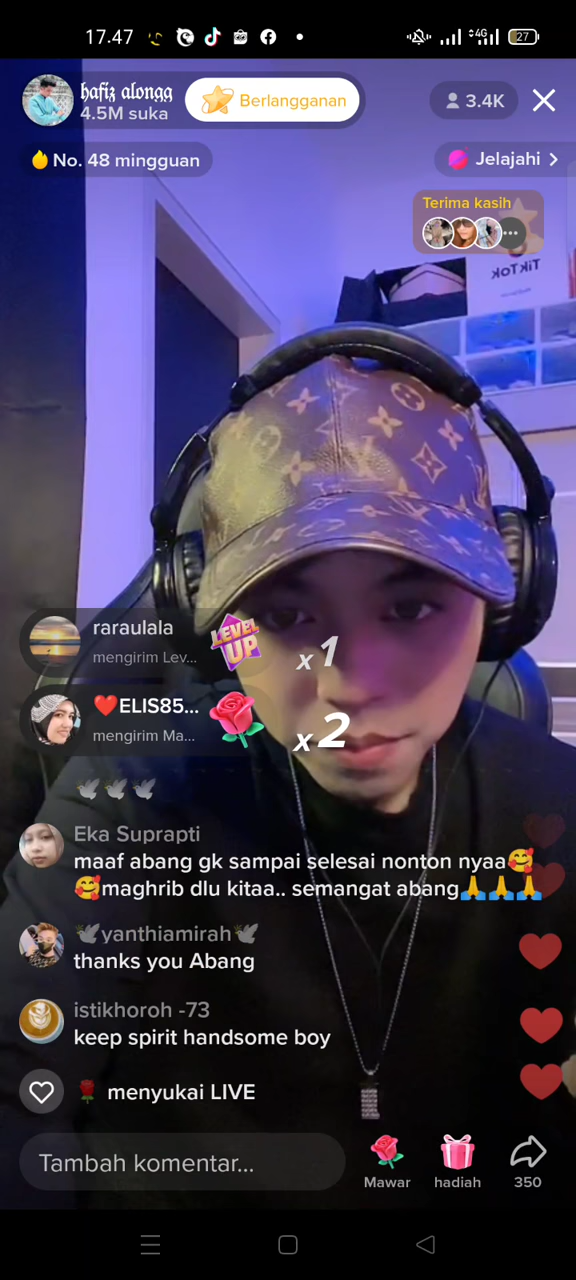 17.47
4G
27
hafiz alongg
4.5M suka
Berlangganan
3.4K
No. 48 mingguan
Jelajahi
Terima kasih
TikTok
raraulala
mengirim Lev...
LEVEL UP
x1
❤️ELIS85...
mengirim Ma...
x2
🕊️🕊️🕊️
Eka Suprapti
maaf abang gk sampai selesai nonton nyaa🥰
🥰maghrib dlu kitaa.. semangat abang🙏🙏🙏
🕊️yanthiamirah🕊️
thanks you Abang
istikhoroh -73
keep spirit handsome boy
🌹 menyukai LIVE
Tambah komentar...
Mawar
hadiah
350